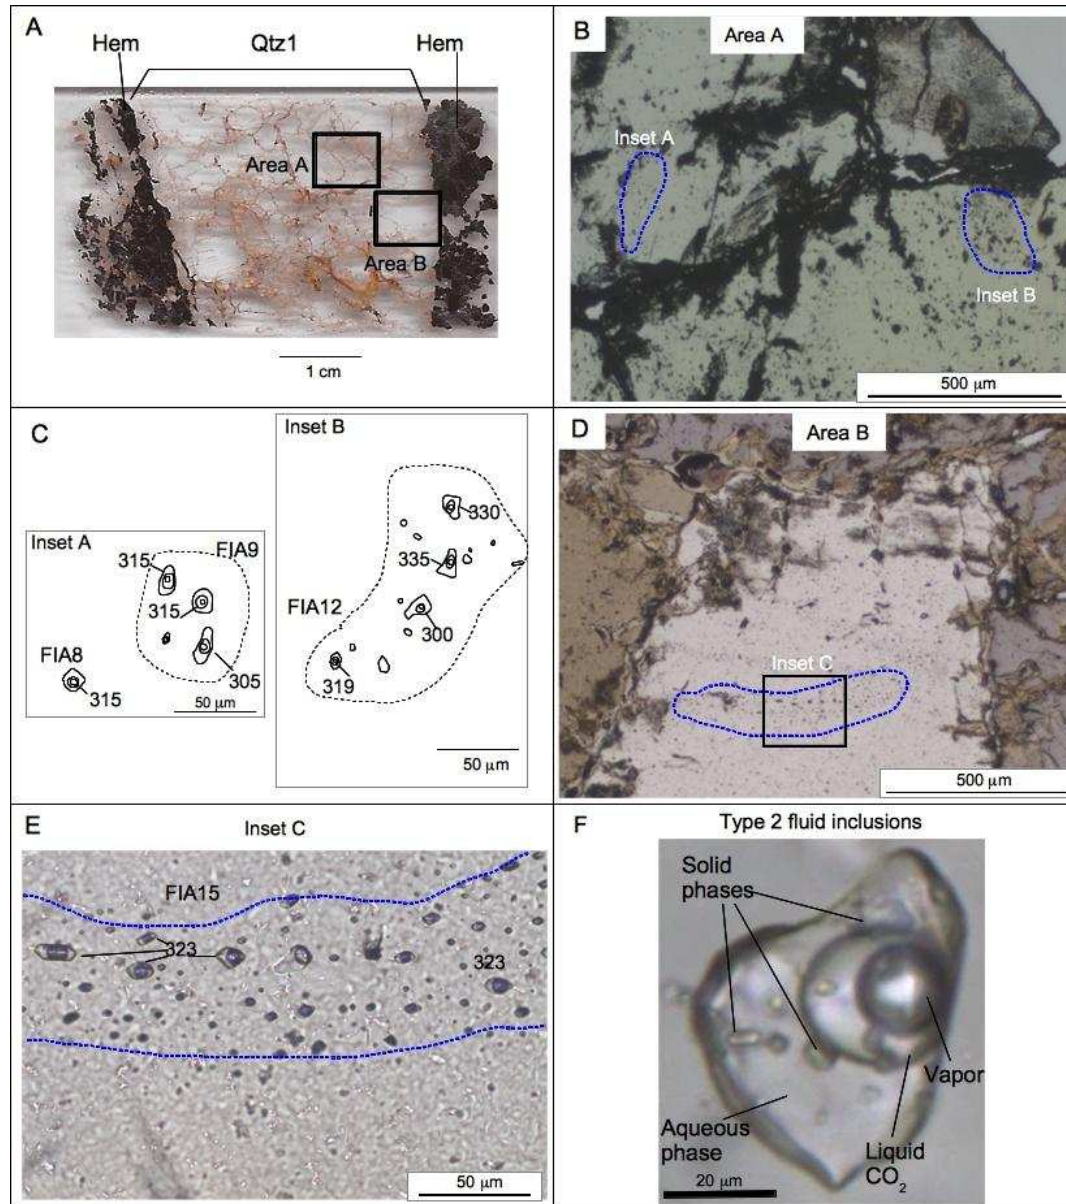 A
Hem
Qtz1
Hem
Area A
Area B
1 cm
B
Area A
Inset A
Inset B
500 μm
C
Inset A
FIA9
315
315
FIA8
315
305
50 μm
Inset B
330
335
FIA12
300
319
50 μm
D
Area B
Inset C
500 μm
E
Inset C
FIA15
323
323
50 μm
F
Type 2 fluid inclusions
Solid
phases
Vapor
Aqueous
phase
Liquid
CO₂
20 μm